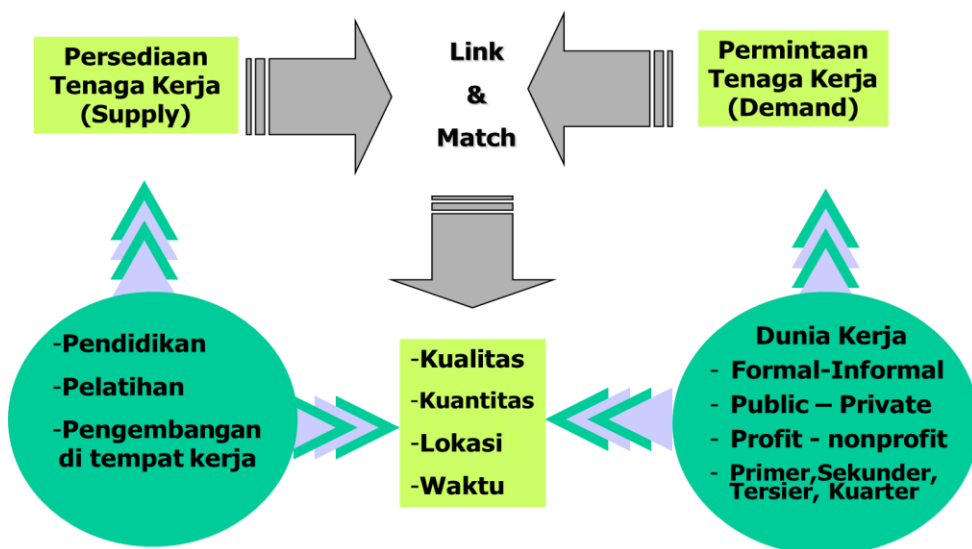 Persediaan
Tenaga Kerja
(Supply)
Link
&
Match
Permintaan
Tenaga Kerja
(Demand)
-Pendidikan
-Pelatihan
-Pengembangan
di tempat kerja
-Kualitas
-Kuantitas
-Lokasi
-Waktu
Dunia Kerja
- Formal-Informal
- Public – Private
- Profit - nonprofit
- Primer,Sekunder,
Tersier, Kuarter